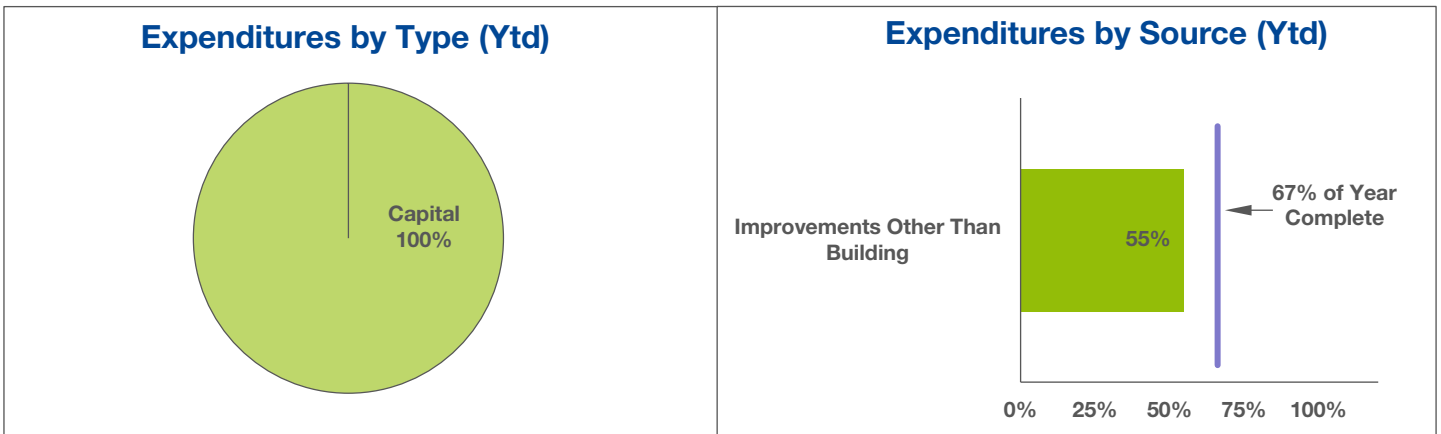 Expenditures by Type (Ytd)
Capital
100%
Expenditures by Source (Ytd)
Improvements Other Than
Building
55%
67% of Year
Complete
0% 25% 50% 75% 100%